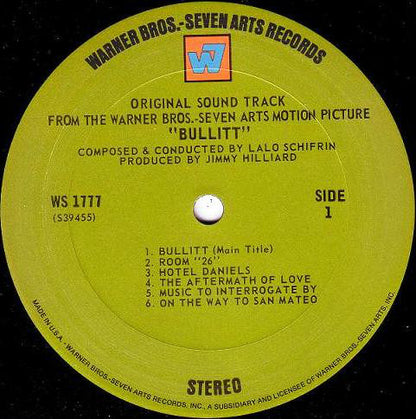 WARNER BROS.-SEVEN ARTS RECORDS
W7
ORIGINAL SOUND TRACK
FROM THE WARNER BROS.-SEVEN ARTS MOTION PICTURE
"BULLITT"
COMPOSED & CONDUCTED BY LALO SCHIFRIN
PRODUCED BY JIMMY HILLIARD
WS 1777
(S39455)
SIDE
1
1. BULLITT (Main Title)
2. ROOM "26"
3. HOTEL DANIELS
4. THE AFTERMATH OF LOVE
5. MUSIC TO INTERROGATE BY
6. ON THE WAY TO SAN MATEO
STEREO
MADE IN U.S.A. - WARNER BROS.-SEVEN ARTS RECORDS, INC., A SUBSIDIARY AND LICENSEE OF WARNER BROS.-SEVEN ARTS, INC.